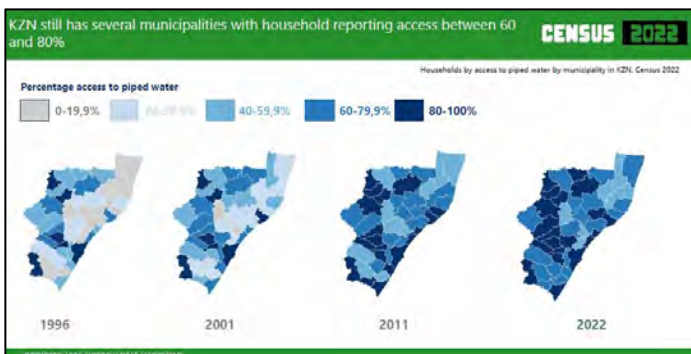 KZN still has several municipalities with household reporting access between 60
and 80%
CENSUS 2022
Households by access to piped water by municipality in KZN, Census 2022
Percentage access to piped water
0-19,9%
40-59,9%
60-79,9%
80-100%
1996
2001
2011
2022